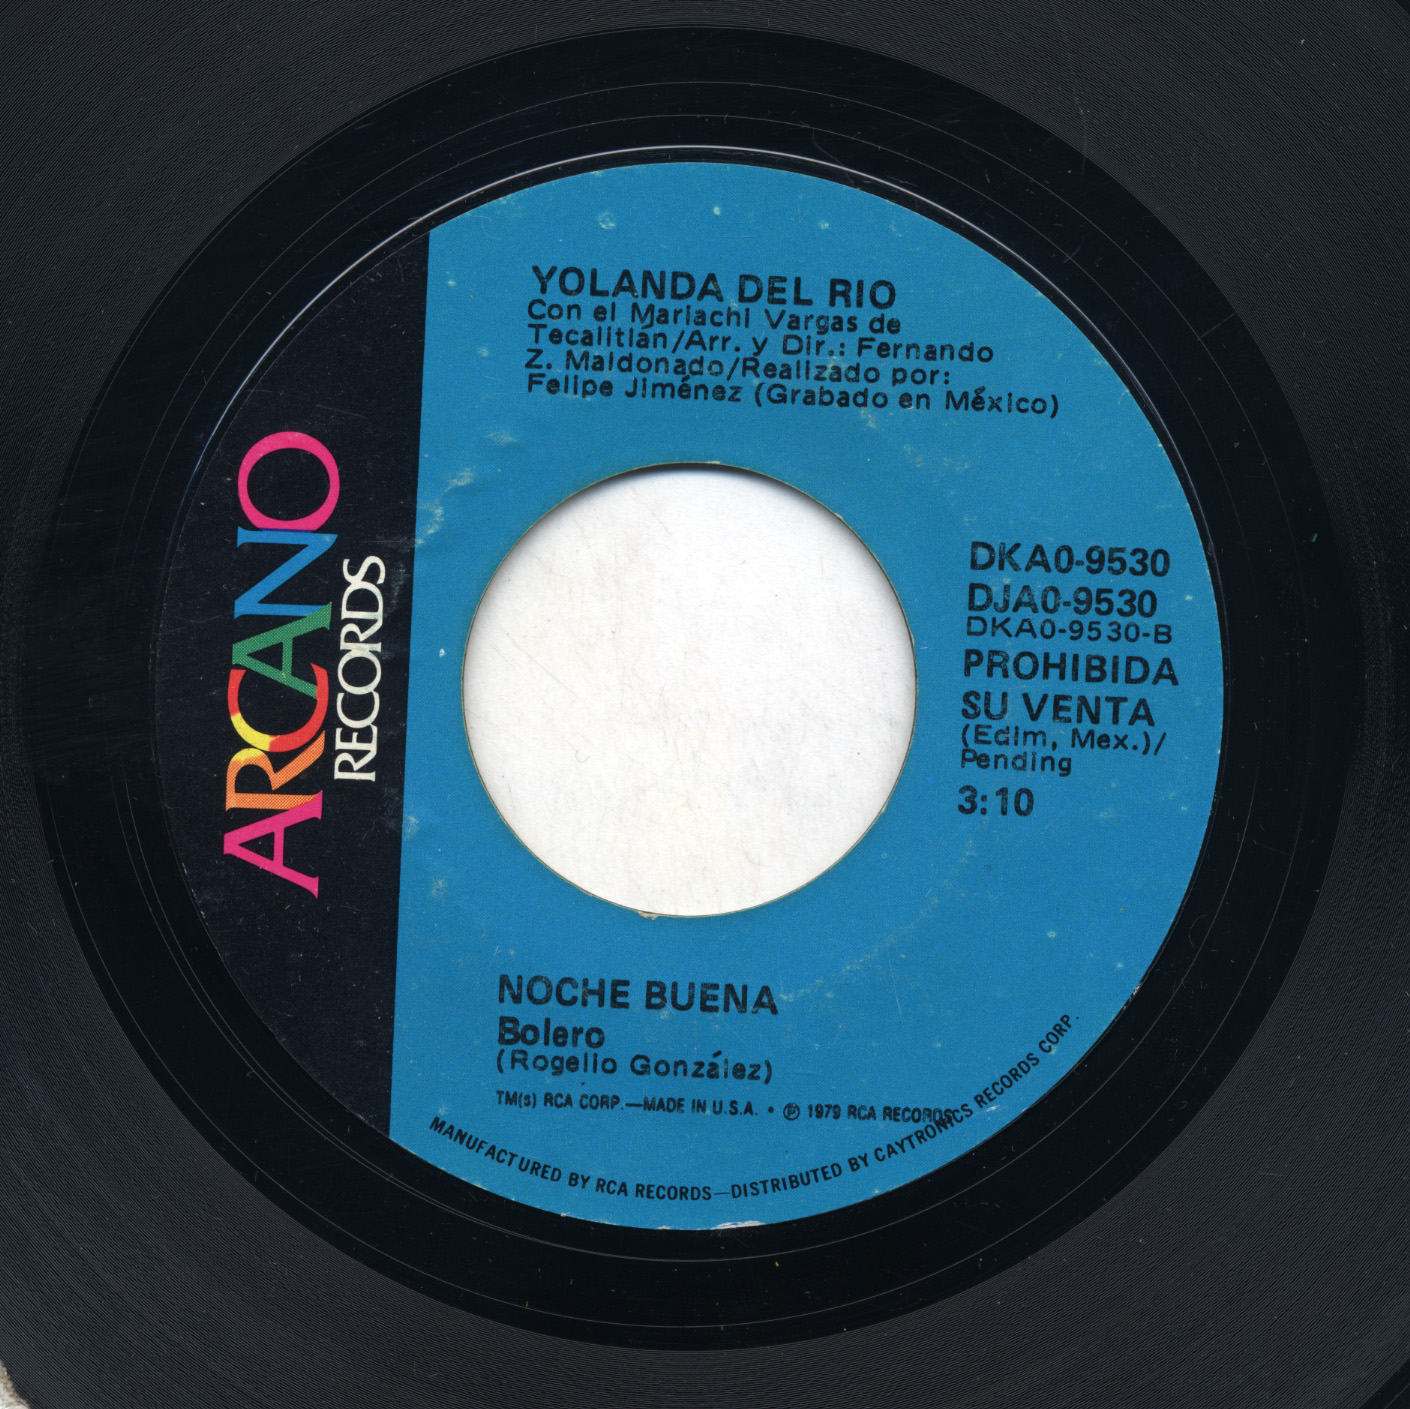 ARCANO
RECORDS
YOLANDA DEL RIO
Con el Mariachi Vargas de
Tecalitlán/Arr. y Dir.: Fernando
Z. Maldonado/Realizado por:
Felipe Jiménez (Grabado en México)
DKA0-9530
DJA0-9530
DKA0-9530-B
PROHIBIDA
SU VENTA
(Edim, Mex.)/
Pending
3:10
NOCHE BUENA
Bolero
(Rogelio González)
TM(s) RCA CORP.—MADE IN U.S.A. • ℗ 1979 RCA RECORDS
MANUFACTURED BY RCA RECORDS—DISTRIBUTED BY CAYTRONICS RECORDS CORP.